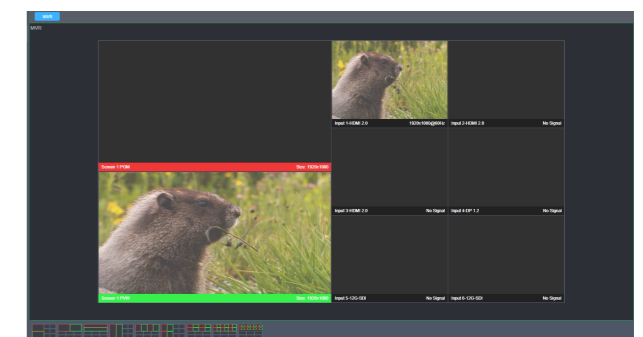 MVR
MVR
Input 1-HDMI 2.0 1920x1080@60Hz
Input 2-HDMI 2.0 No Signal
Screen 1 PGM Size: 1920x1080
Input 3-HDMI 2.0 No Signal
Input 4-DP 1.2 No Signal
Screen 1 PVW Size: 1920x1080
Input 5-12G-SDI No Signal
Input 6-12G-SDI No Signal